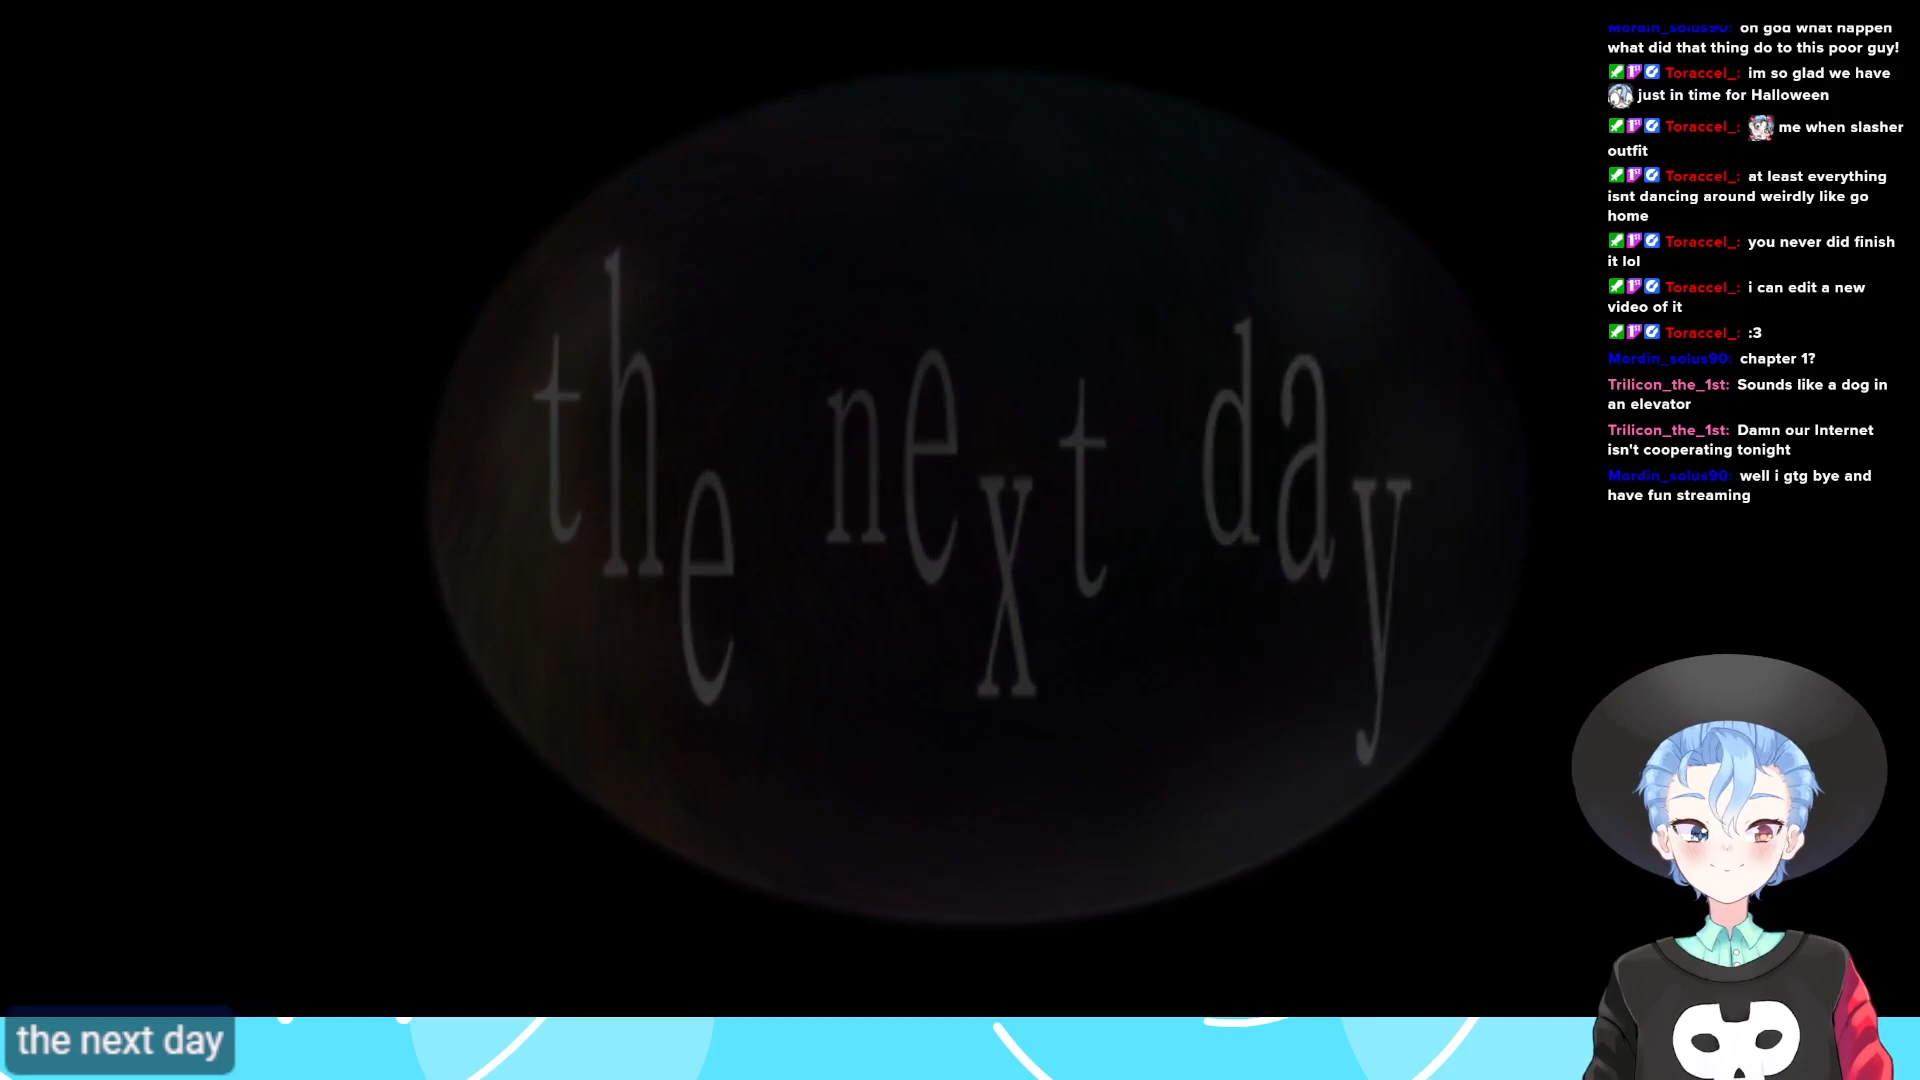 the next day
Mordin_solus90: oh god what happen
what did that thing do to this poor guy!
Toraccel_: im so glad we have
just in time for Halloween
Toraccel_: me when slasher
outfit
Toraccel_: at least everything
isnt dancing around weirdly like go
home
Toraccel_: you never did finish
it lol
Toraccel_: i can edit a new
video of it
Toraccel_: :3
Mordin_solus90: chapter 1?
Trilicon_the_1st: Sounds like a dog in
an elevator
Trilicon_the_1st: Damn our Internet
isn't cooperating tonight
Mordin_solus90: well i gtg bye and
have fun streaming
the next day